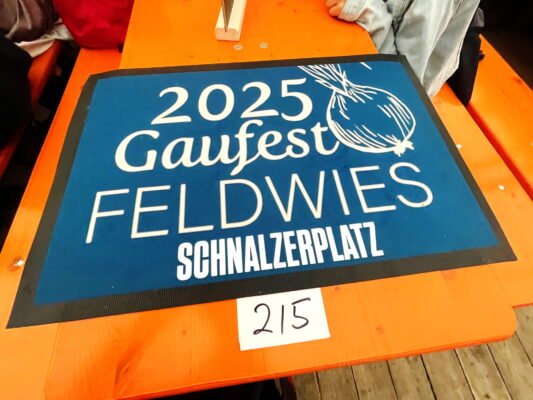 2025
Gaufest
FELDWIES
SCHNALZERPLATZ
215